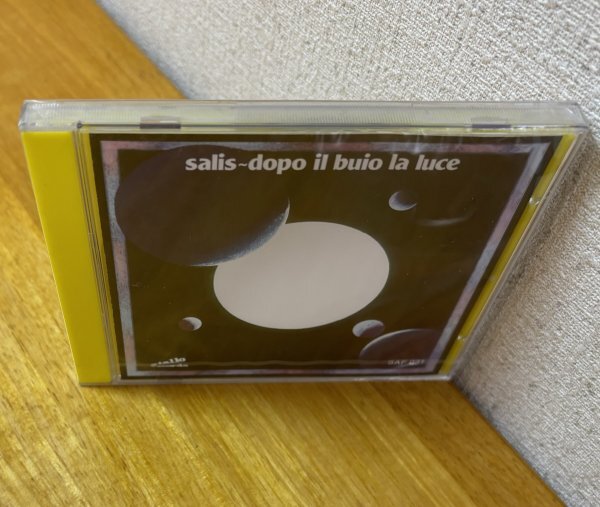 salis~dopo il buio la luce